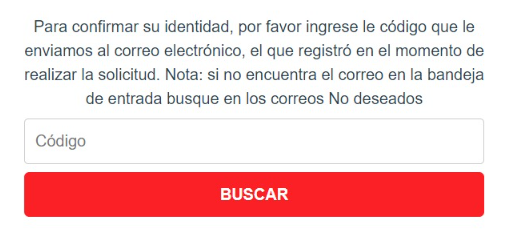 Para confirmar su identidad, por favor ingrese le código que le
enviamos al correo electrónico, el que registró en el momento de
realizar la solicitud. Nota: si no encuentra el correo en la bandeja
de entrada busque en los correos No deseados
Código
BUSCAR